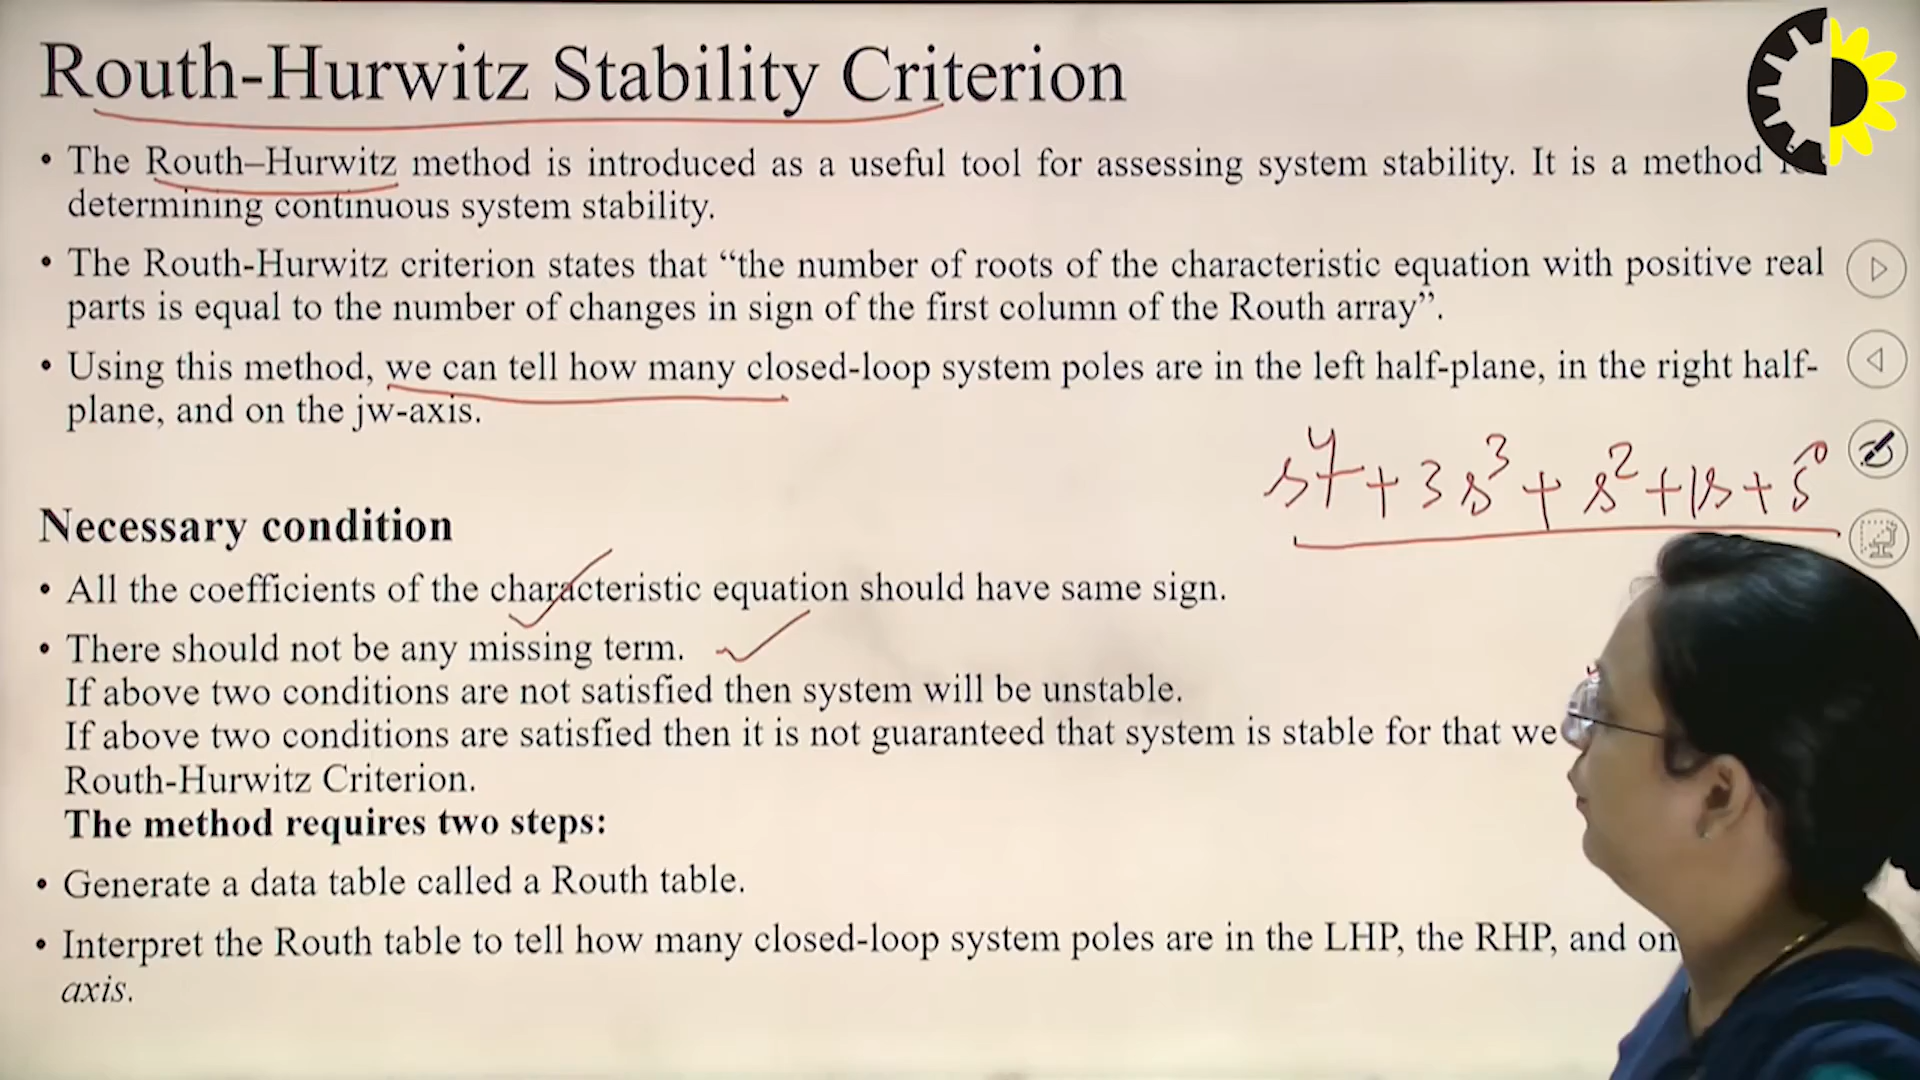 Routh-Hurwitz Stability Criterion
• The Routh–Hurwitz method is introduced as a useful tool for assessing system stability. It is a method
determining continuous system stability.
• The Routh-Hurwitz criterion states that “the number of roots of the characteristic equation with positive real
parts is equal to the number of changes in sign of the first column of the Routh array”.
• Using this method, we can tell how many closed-loop system poles are in the left half-plane, in the right half-
plane, and on the jw-axis.
s⁴ + 3s³ + s² + 1s + s⁰
Necessary condition
• All the coefficients of the characteristic equation should have same sign.
• There should not be any missing term.
If above two conditions are not satisfied then system will be unstable.
If above two conditions are satisfied then it is not guaranteed that system is stable for that we
Routh-Hurwitz Criterion.
The method requires two steps:
• Generate a data table called a Routh table.
• Interpret the Routh table to tell how many closed-loop system poles are in the LHP, the RHP, and on
axis.